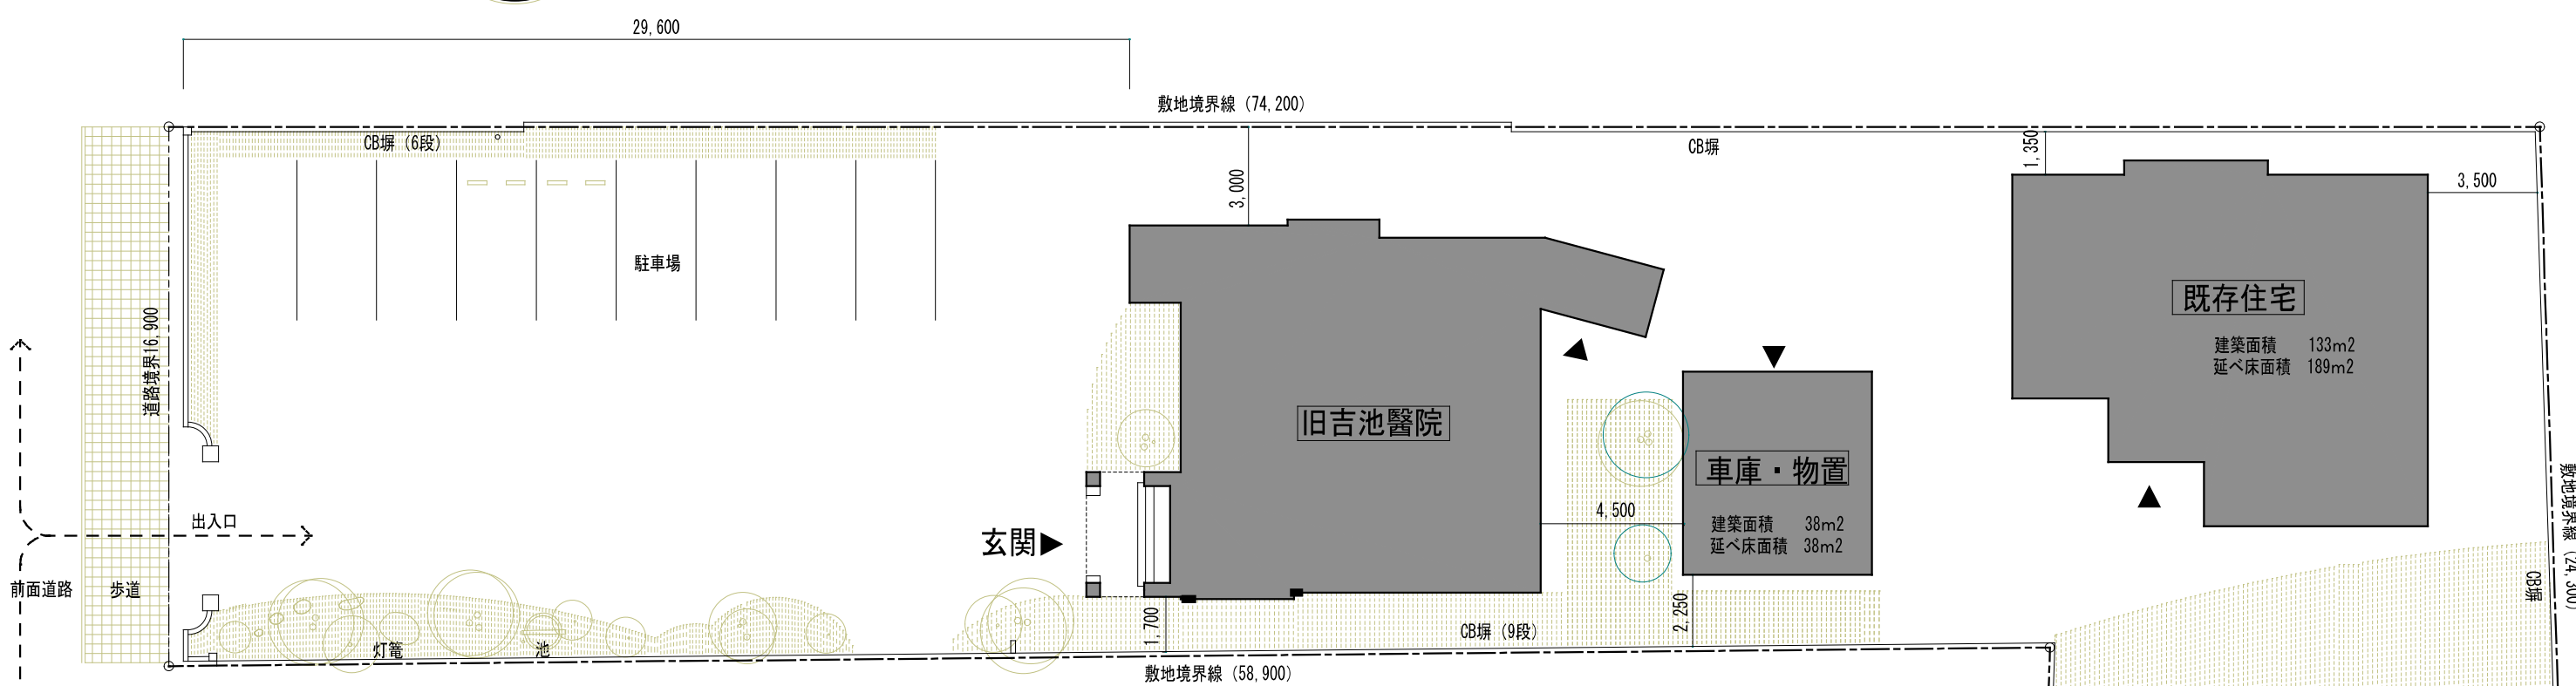 29,600
敷地境界線 (74,200)
CB塀 (6段)
CB塀
1,350
3,000
3,500
駐車場
道路境界16,900
既存住宅
建築面積 133m2
延べ床面積 189m2
旧吉池醫院
車庫・物置
建築面積 38m2
延べ床面積 38m2
4,500
出入口
玄関
敷地境界線 (24,300)
CB塀
前面道路
歩道
灯篭
池
1,700
2,250
CB塀 (9段)
敷地境界線 (58,900)